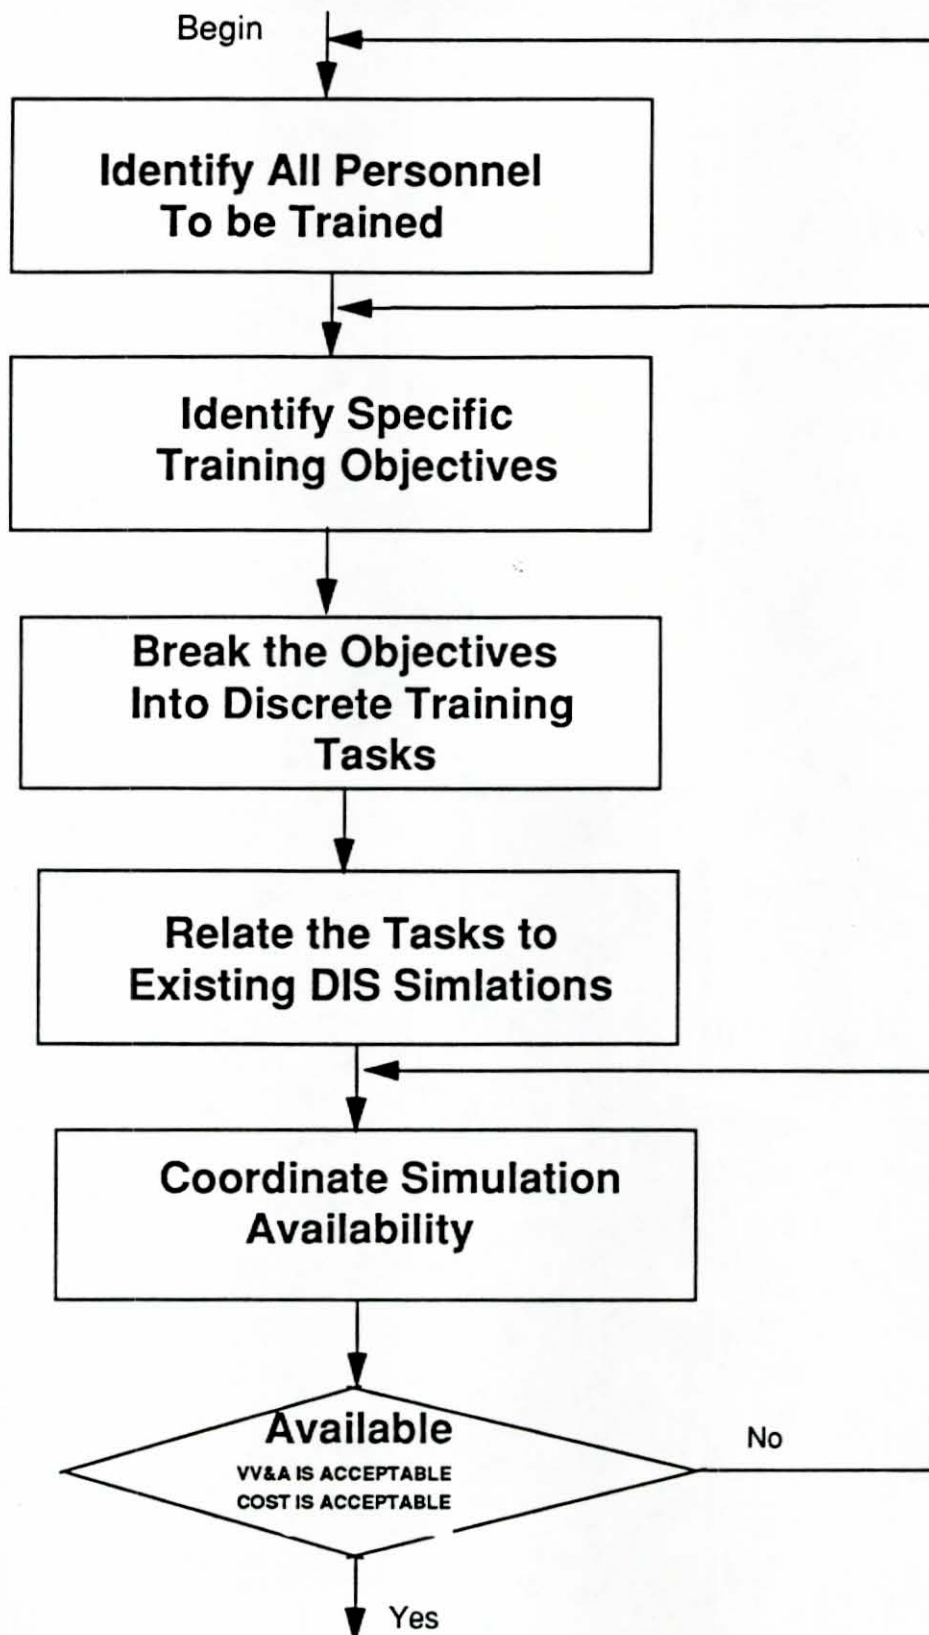 Begin
Identify All Personnel
To be Trained
Identify Specific
Training Objectives
Break the Objectives
Into Discrete Training
Tasks
Relate the Tasks to
Existing DIS Simlations
Coordinate Simulation
Availability
Available
VV&A IS ACCEPTABLE
COST IS ACCEPTABLE
No
Yes